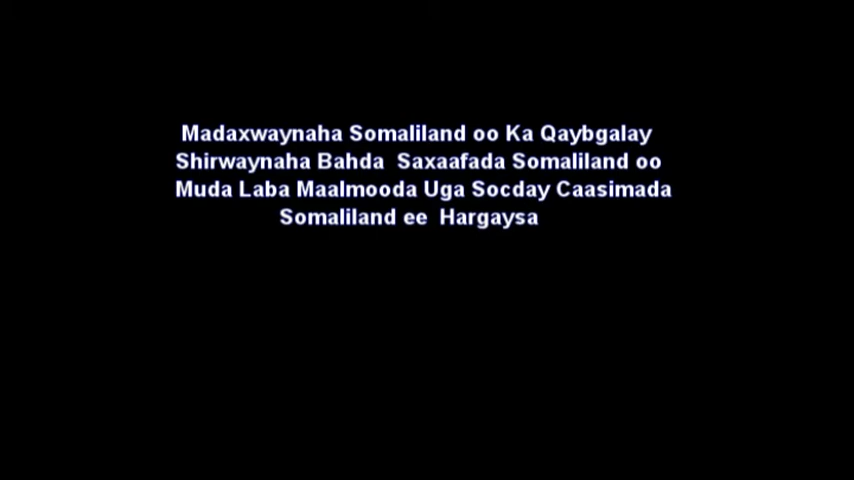 Madaxwaynaha Somaliland oo Ka Qaybgalay
Shirwaynaha Bahda Saxaafada Somaliland oo
Muda Laba Maalmooda Uga Socday Caasimada
Somaliland ee Hargaysa